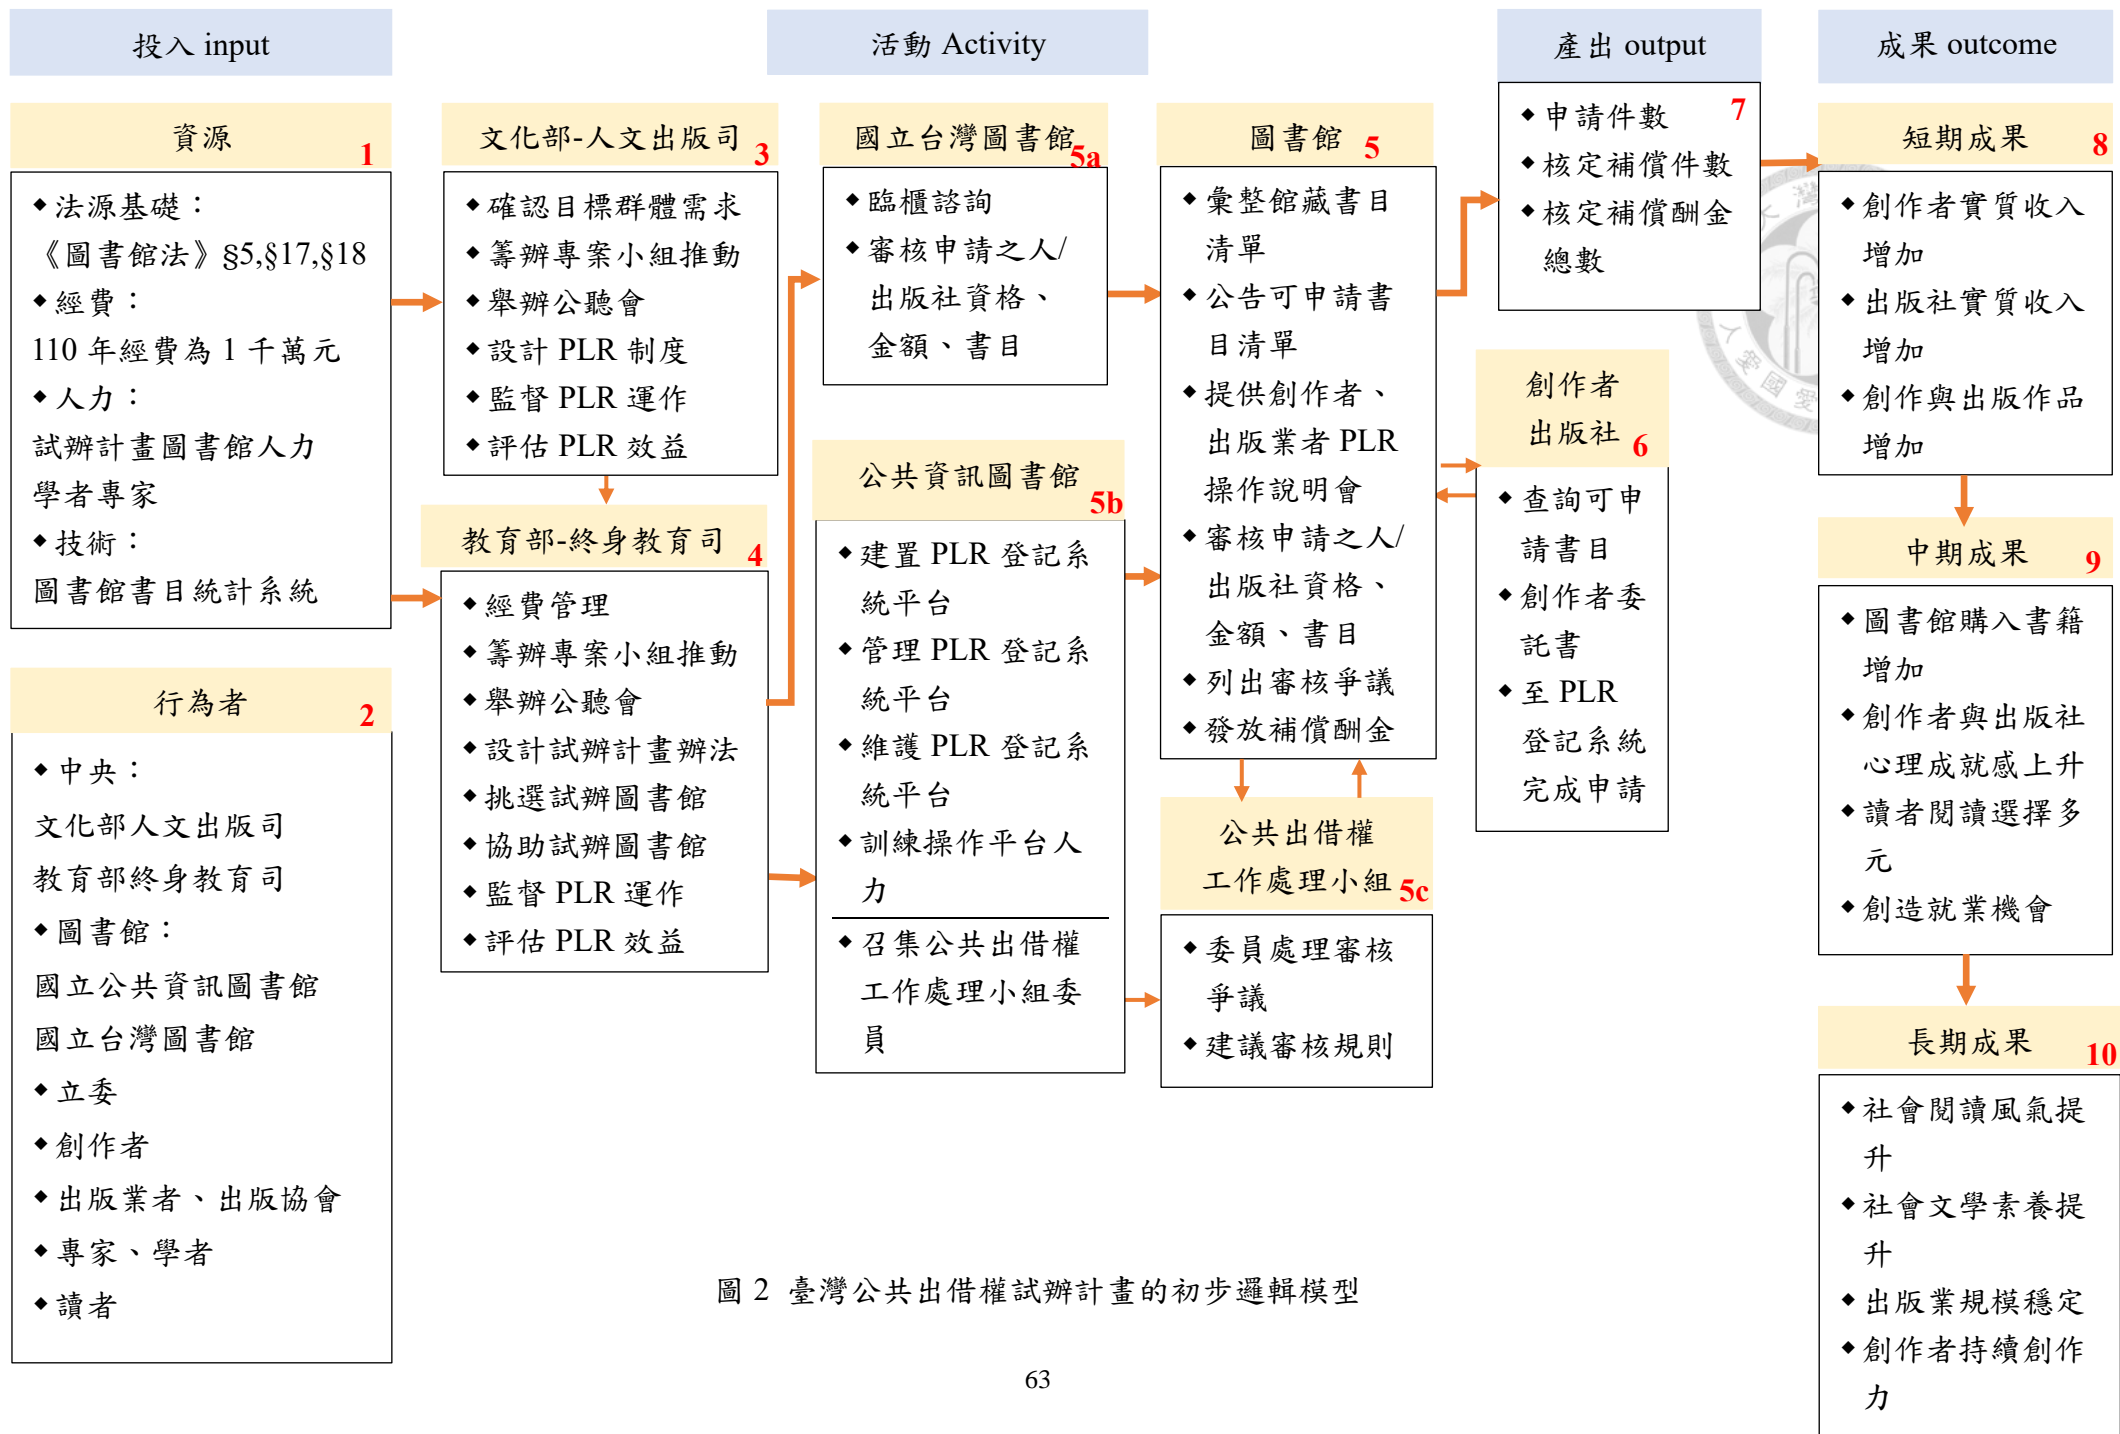 投入 input
活動 Activity
產出 output
成果 outcome
資源 1
◆法源基礎：
《圖書館法》§5,§17,§18
◆經費：
110 年經費為 1 千萬元
◆人力：
試辦計畫圖書館人力
學者專家
◆技術：
圖書館書目統計系統
行為者 2
◆中央：
文化部人文出版司
教育部終身教育司
◆圖書館：
國立公共資訊圖書館
國立台灣圖書館
◆立委
◆創作者
◆出版業者、出版協會
◆專家、學者
◆讀者
文化部-人文出版司 3
◆確認目標群體需求
◆籌辦專案小組推動
◆舉辦公聽會
◆設計 PLR 制度
◆監督 PLR 運作
◆評估 PLR 效益
教育部-終身教育司 4
◆經費管理
◆籌辦專案小組推動
◆舉辦公聽會
◆設計試辦計畫辦法
◆挑選試辦圖書館
◆協助試辦圖書館
◆監督 PLR 運作
◆評估 PLR 效益
國立台灣圖書館 5a
◆臨櫃諮詢
◆審核申請之人/
出版社資格、
金額、書目
公共資訊圖書館 5b
◆建置 PLR 登記系
統平台
◆管理 PLR 登記系
統平台
◆維護 PLR 登記系
統平台
◆訓練操作平台人
力
◆召集公共出借權
工作處理小組委
員
圖書館 5
◆彙整館藏書目
清單
◆公告可申請書
目清單
◆提供創作者、
出版業者 PLR
操作說明會
◆審核申請之人/
出版社資格、
金額、書目
◆列出審核爭議
◆發放補償酬金
公共出借權
工作處理小組 5c
◆委員處理審核
爭議
◆建議審核規則
創作者
出版社 6
◆查詢可申
請書目
◆創作者委
託書
◆至 PLR
登記系統
完成申請
◆申請件數 7
◆核定補償件數
◆核定補償酬金
總數
短期成果 8
◆創作者實質收入
增加
◆出版社實質收入
增加
◆創作與出版作品
增加
中期成果 9
◆圖書館購入書籍
增加
◆創作者與出版社
心理成就感上升
◆讀者閱讀選擇多
元
◆創造就業機會
長期成果 10
◆社會閱讀風氣提
升
◆社會文學素養提
升
◆出版業規模穩定
◆創作者持續創作
力
圖 2 臺灣公共出借權試辦計畫的初步邏輯模型
63